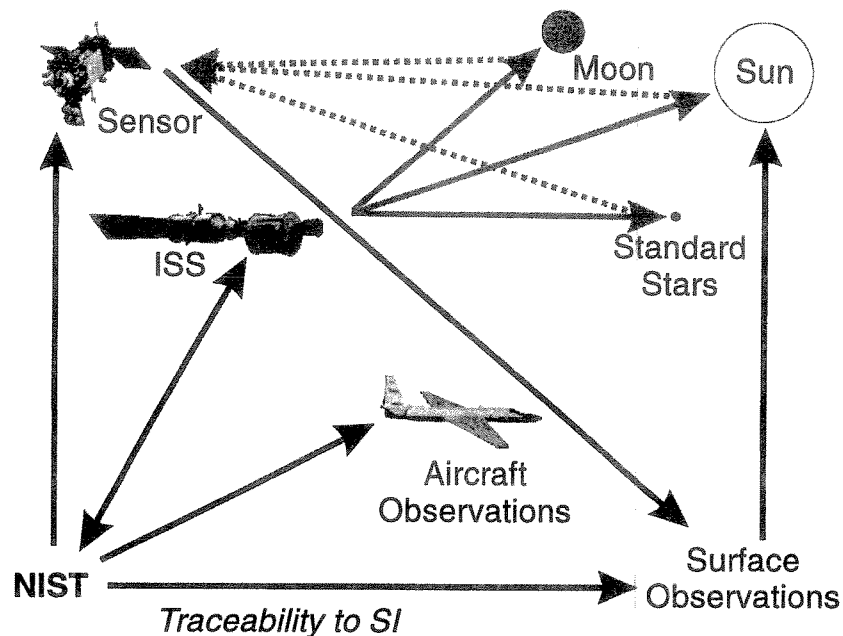 Moon
Sun
Sensor
ISS
Standard
Stars
Aircraft
Observations
NIST
Surface
Observations
Traceability to SI